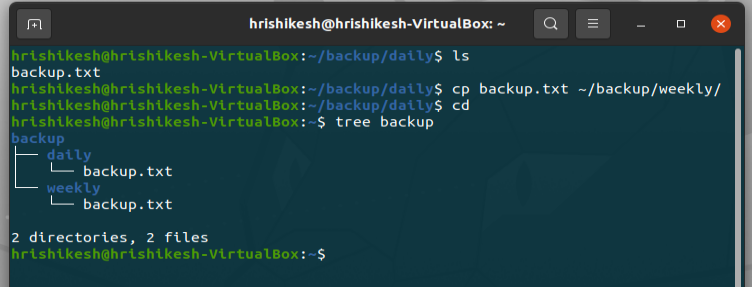 hrishikesh@hrishikesh-VirtualBox: ~
hrishikesh@hrishikesh-VirtualBox:~/backup/daily$ ls
backup.txt
hrishikesh@hrishikesh-VirtualBox:~/backup/daily$ cp backup.txt ~/backup/weekly/
hrishikesh@hrishikesh-VirtualBox:~/backup/daily$ cd
hrishikesh@hrishikesh-VirtualBox:~$ tree backup
backup
├── daily
│   └── backup.txt
└── weekly
    └── backup.txt
2 directories, 2 files
hrishikesh@hrishikesh-VirtualBox:~$